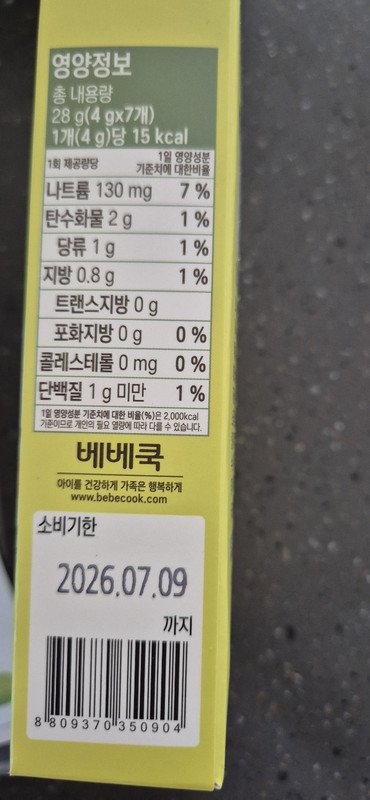 영양정보
총 내용량
28 g(4 gx7개)
1개(4 g)당 15 kcal
1회 제공량당 1일 영양성분 기준치에 대한비율
나트륨 130 mg 7 %
탄수화물 2 g 1 %
당류 1 g 1 %
지방 0.8 g 1 %
트랜스지방 0 g
포화지방 0 g 0 %
콜레스테롤 0 mg 0 %
단백질 1 g 미만 1 %
1일 영양성분 기준치에 대한 비율(%)은 2,000kcal
기준이므로 개인의 필요 열량에 따라 다를 수 있습니다.
베베쿡
아이를 건강하게 가족은 행복하게
www.bebecook.com
소비기한
2026.07.09
까지
8 809370 350904